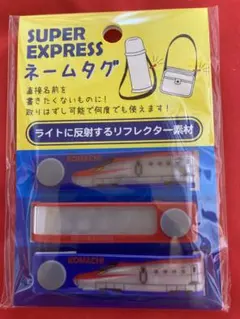 SUPER
EXPRESS
ネームタグ
直接名前を
書きたくないものに!
取りはずし可能で何度でも使えます!
ライトに反射するリフレクター素材
KOMACHI
KOMACHI